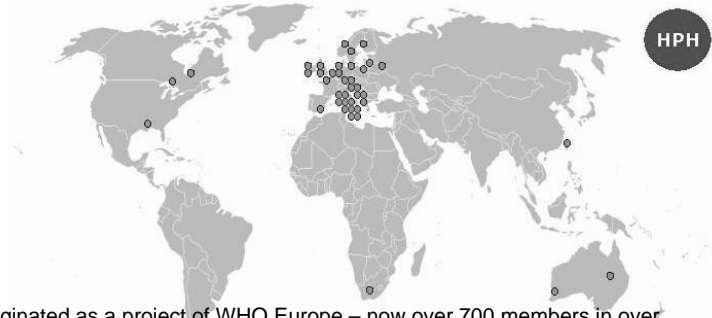 HPH
ginated as a project of WHO Europe – now over 700 members in over